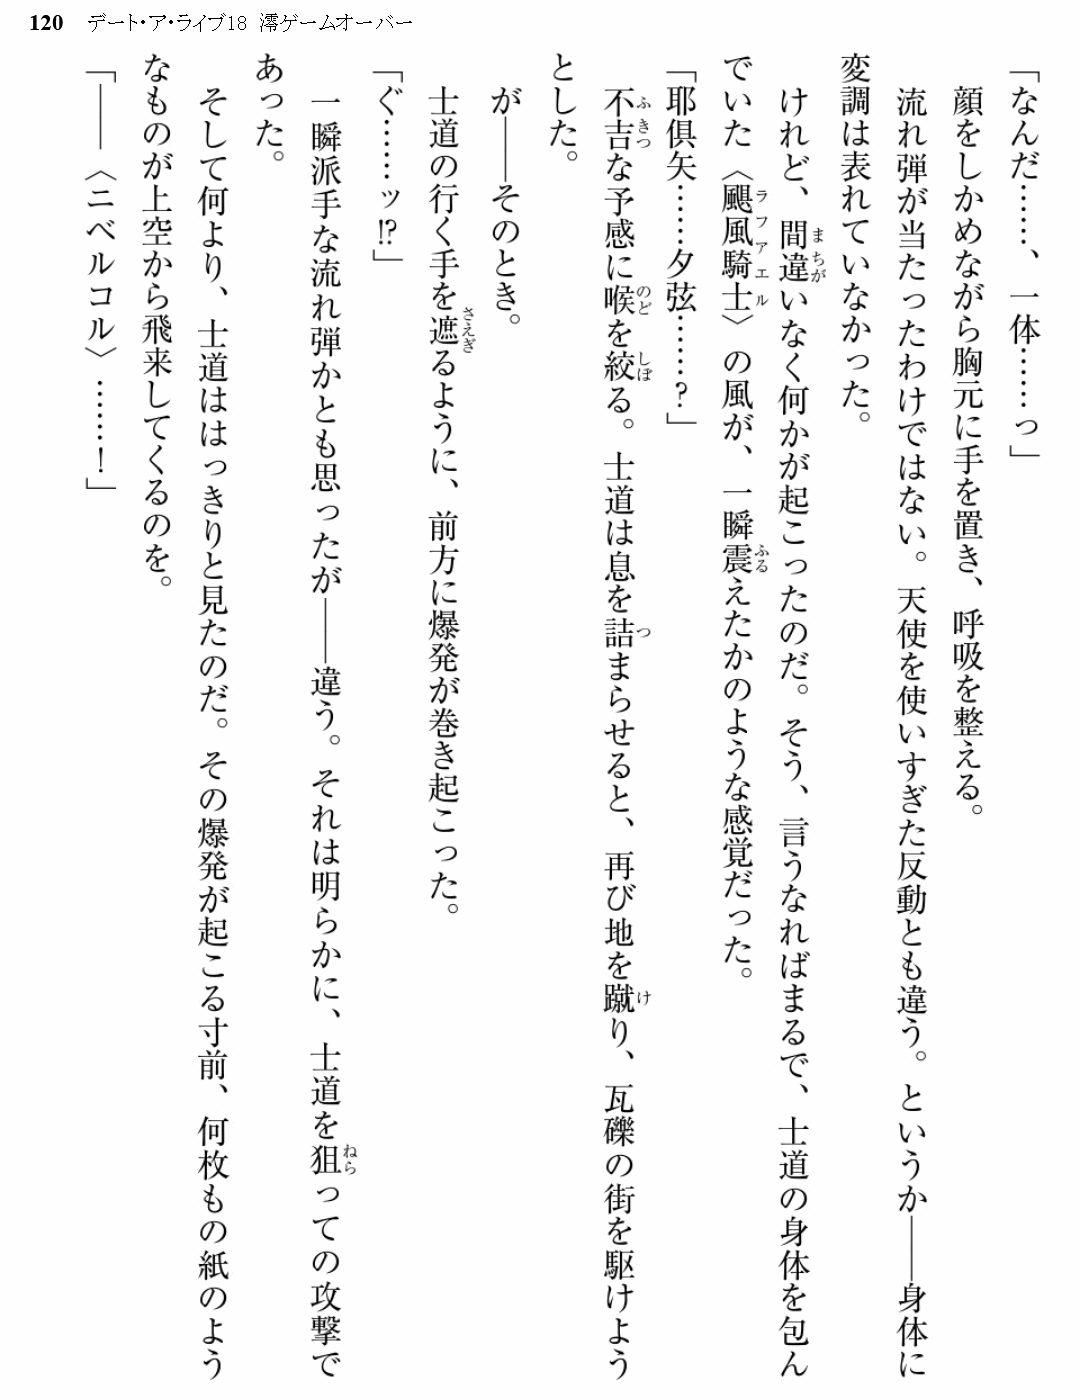 120 デート・ア・ライブ18 澪ゲームオーバー
「なんだ……、一体……っ」
顔をしかめながら胸元に手を置き、呼吸を整える。
流れ弾が当たったわけではない。天使を使いすぎた反動とも違う。というか――身体に
変調は表れていなかった。
けれど、間違いなく何かが起こったのだ。そう、言うなればまるで、士道の身体を包ん
でいた〈颶風騎士〉の風が、一瞬震えたかのような感覚だった。
「耶倶矢……夕弦……?」
不吉な予感に喉を絞る。士道は息を詰まらせると、再び地を蹴り、瓦礫の街を駆けよう
とした。
が――そのとき。
士道の行く手を遮るように、前方に爆発が巻き起こった。
「ぐ……ッ!?」
一瞬派手な流れ弾かとも思ったが――違う。それは明らかに、士道を狙っての攻撃で
あった。
そして何より、士道ははっきりと見たのだ。その爆発が起こる寸前、何枚もの紙のよう
なものが上空から飛来してくるのを。
「――〈ニベルコル〉……!」